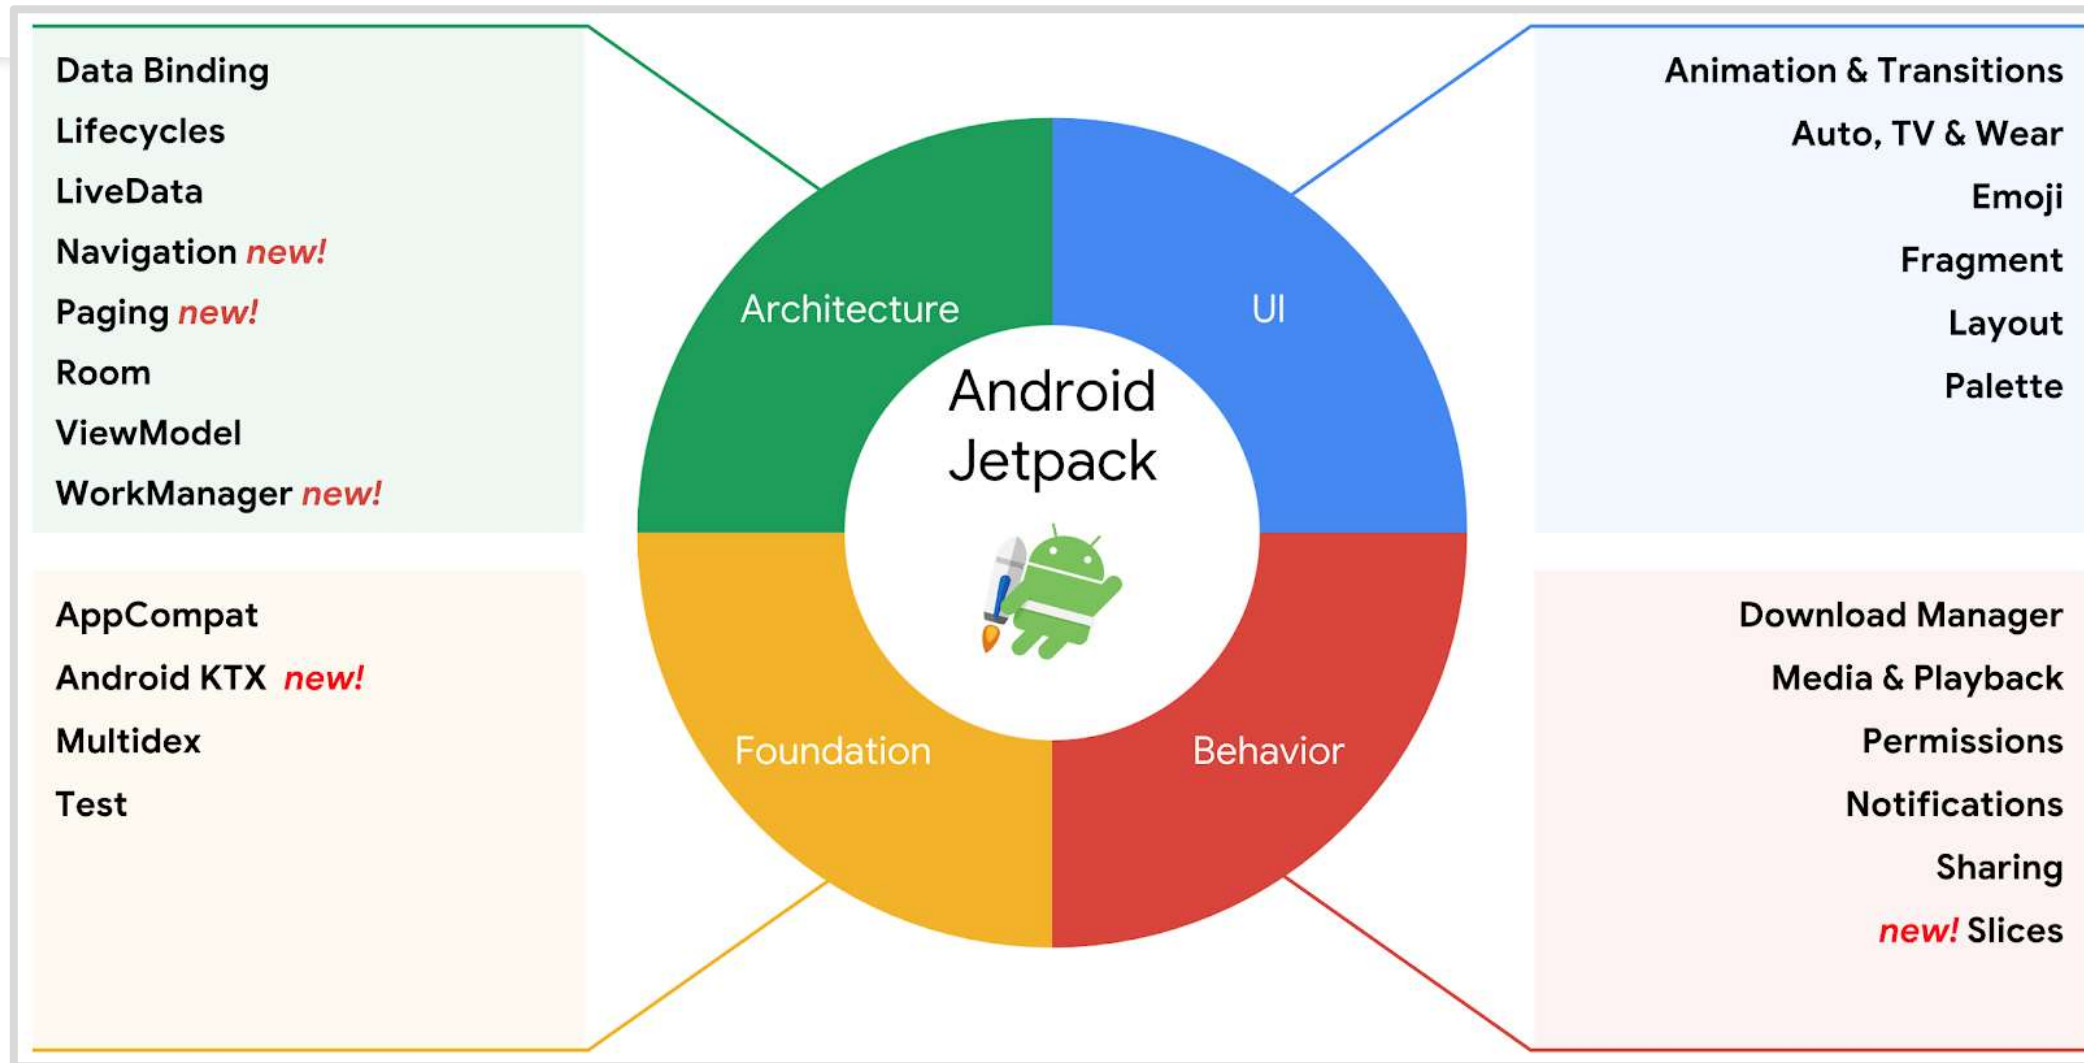 Data Binding
Lifecycles
LiveData
Navigation new!
Paging new!
Room
ViewModel
WorkManager new!
Animation & Transitions
Auto, TV & Wear
Emoji
Fragment
Layout
Palette
Architecture
UI
Android
Jetpack
Foundation
Behavior
AppCompat
Android KTX new!
Multidex
Test
Download Manager
Media & Playback
Permissions
Notifications
Sharing
new! Slices